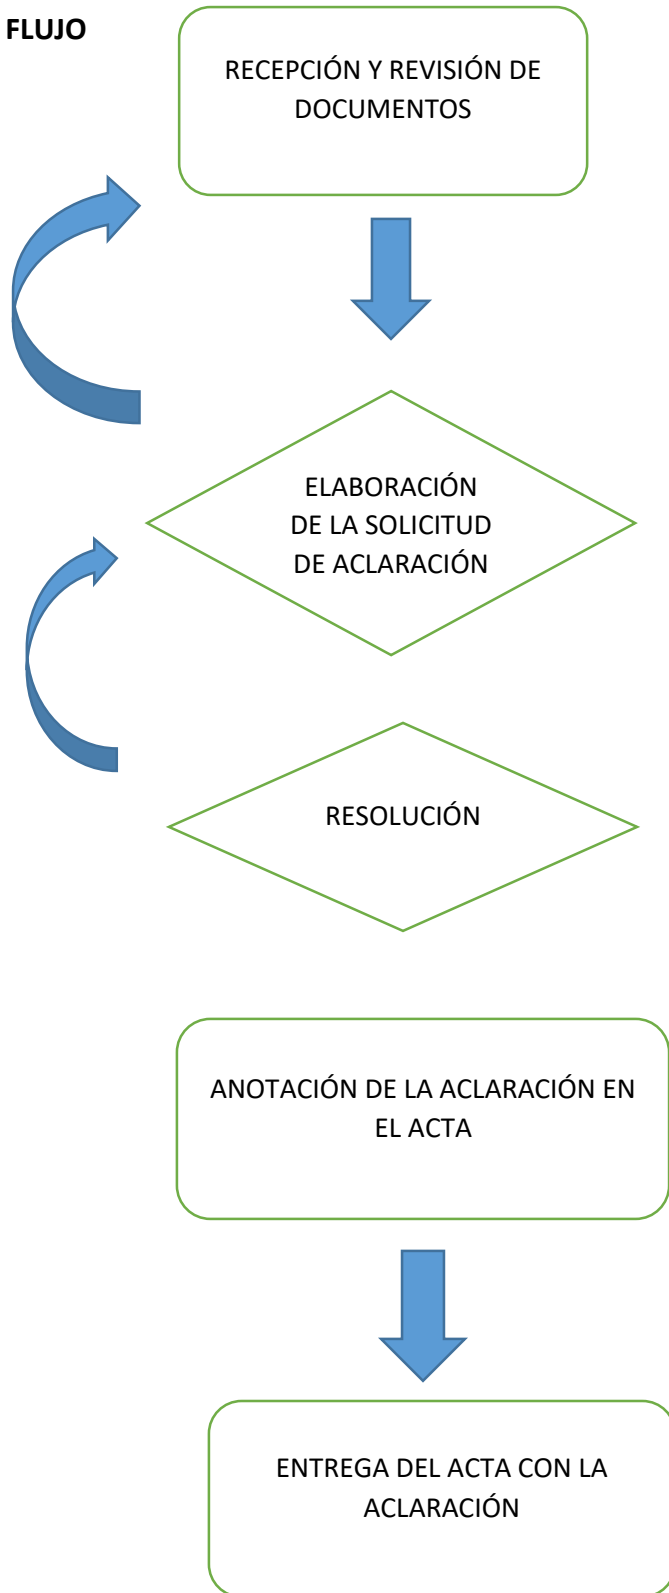 FLUJO
RECEPCIÓN Y REVISIÓN DE
DOCUMENTOS
ELABORACIÓN
DE LA SOLICITUD
DE ACLARACIÓN
RESOLUCIÓN
ANOTACIÓN DE LA ACLARACIÓN EN
EL ACTA
ENTREGA DEL ACTA CON LA
ACLARACIÓN